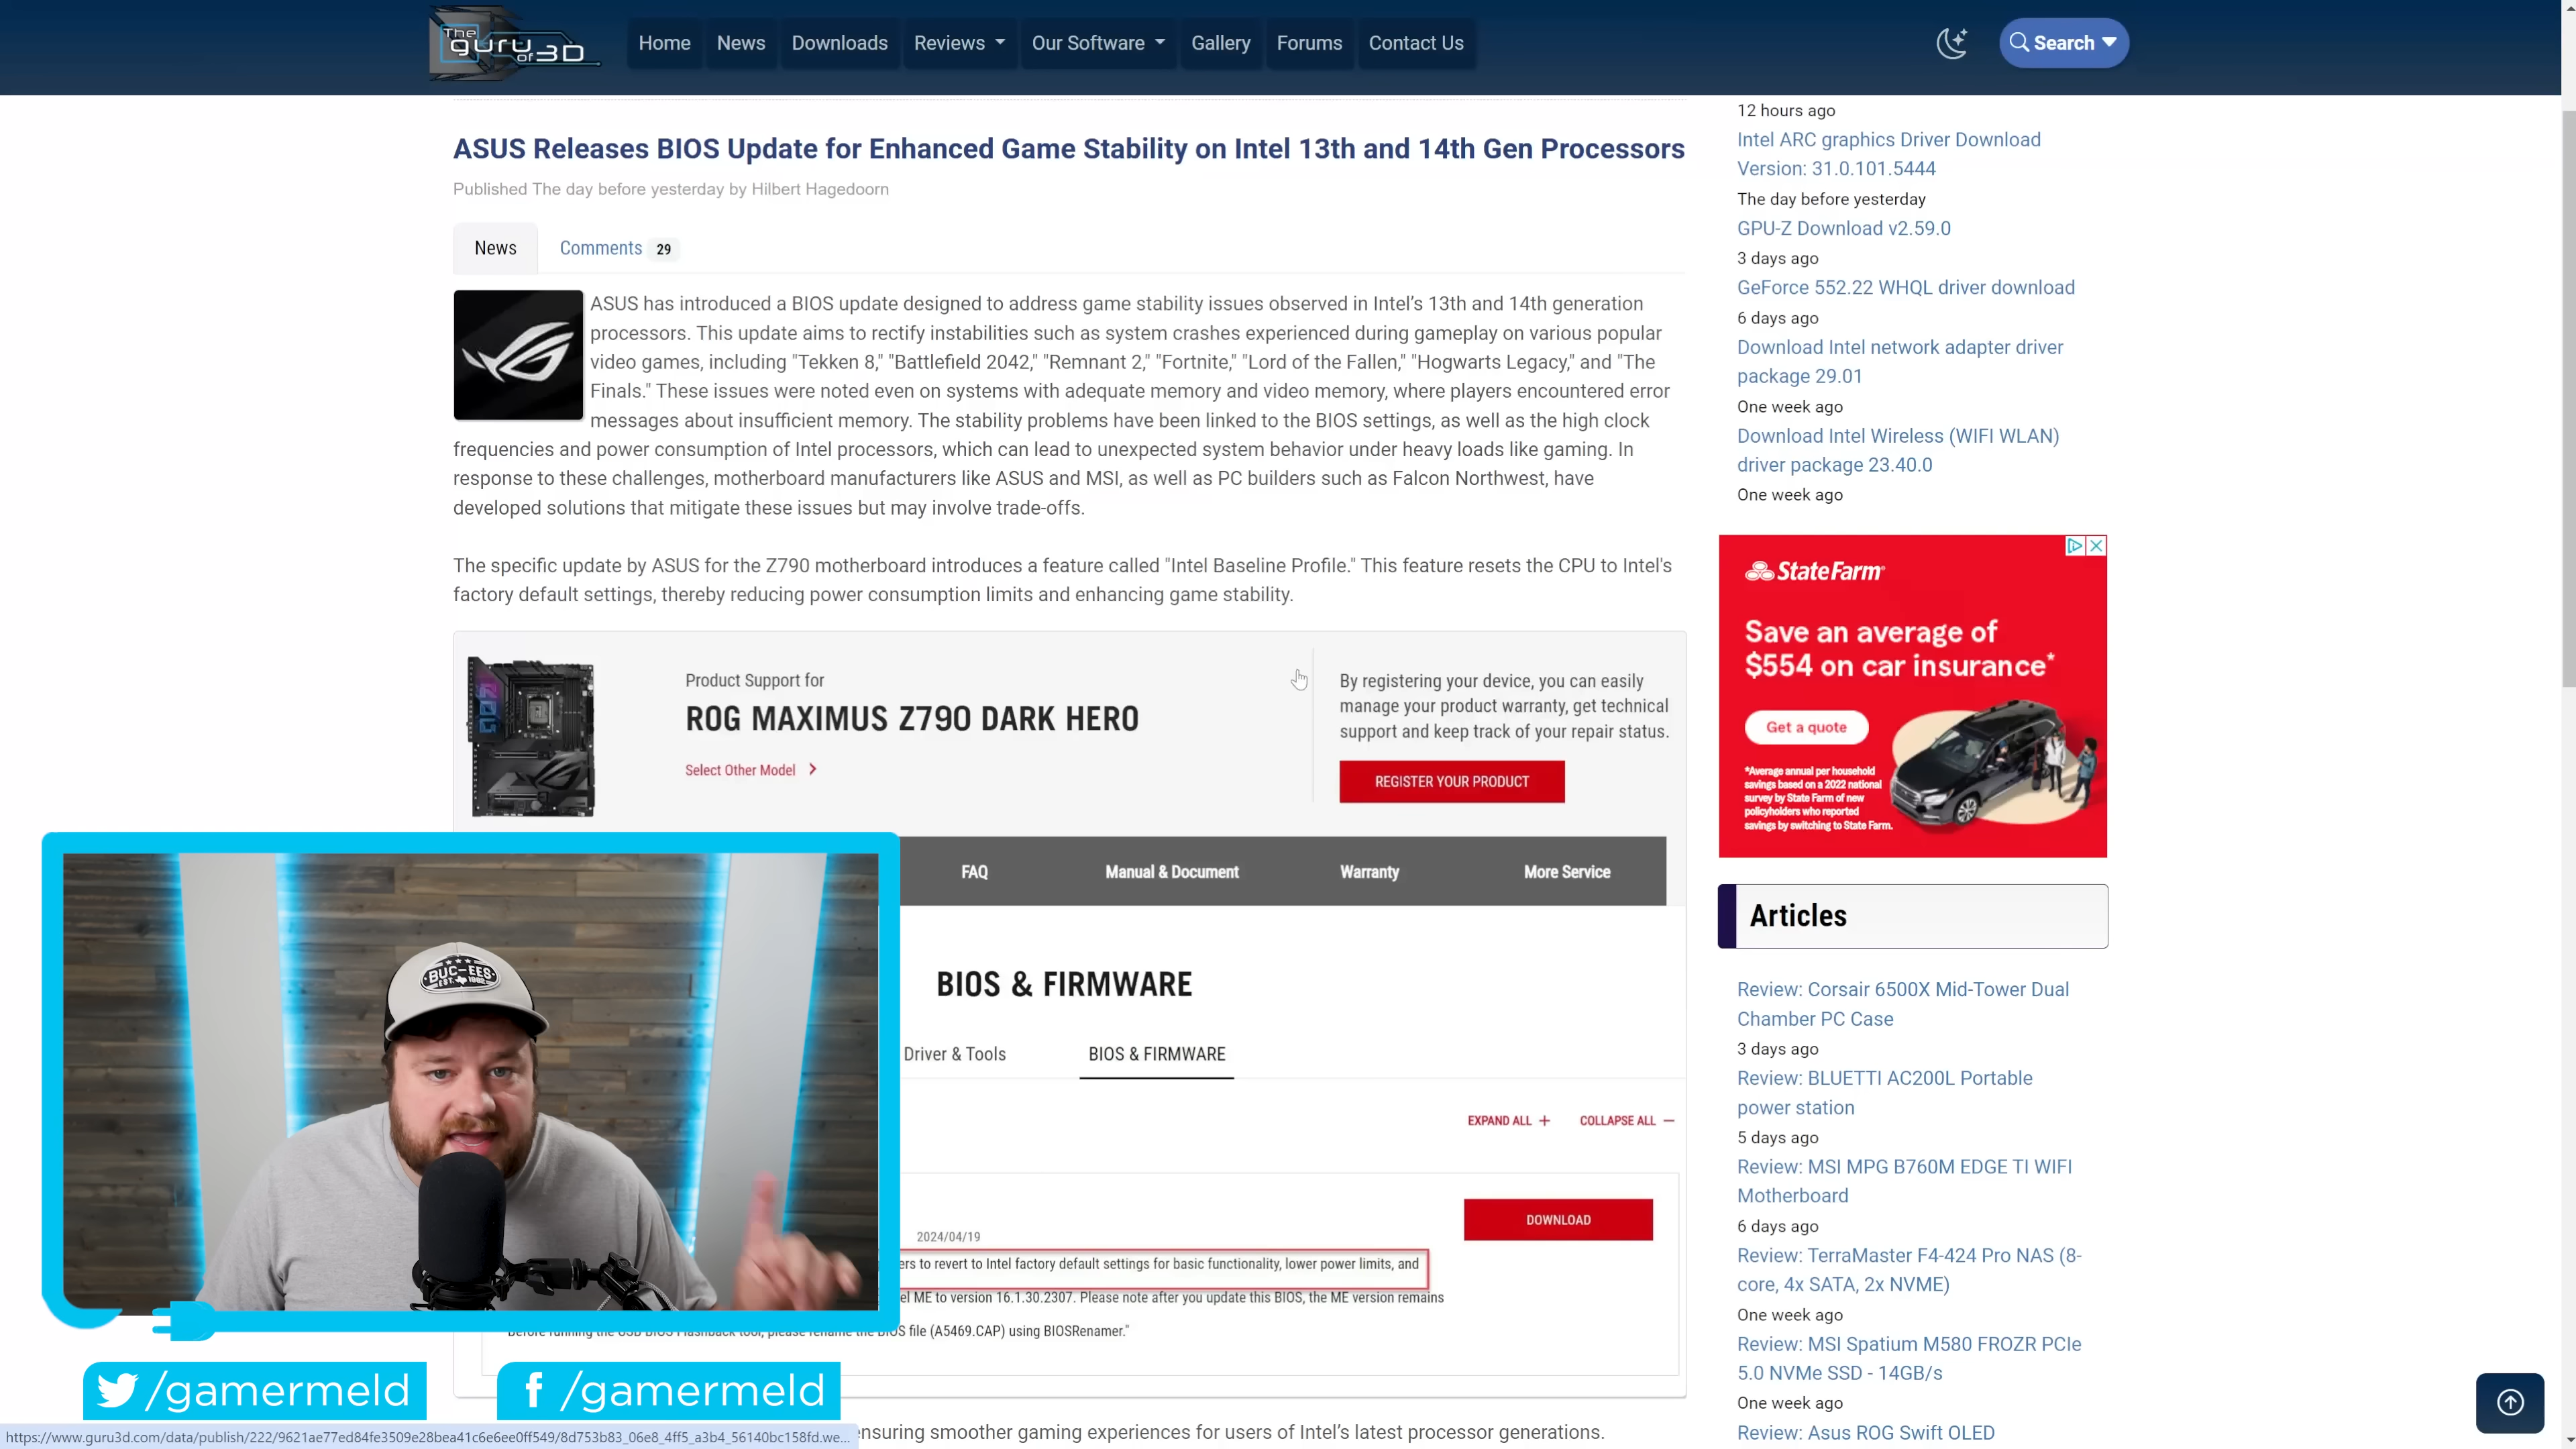 The
guru
of 3D
Home
News
Downloads
Reviews
Our Software
Gallery
Forums
Contact Us
Search
ASUS Releases BIOS Update for Enhanced Game Stability on Intel 13th and 14th Gen Processors
Published The day before yesterday by Hilbert Hagedoorn
News
Comments 29
ASUS has introduced a BIOS update designed to address game stability issues observed in Intel's 13th and 14th generation
processors. This update aims to rectify instabilities such as system crashes experienced during gameplay on various popular
video games, including "Tekken 8," "Battlefield 2042," "Remnant 2," "Fortnite," "Lord of the Fallen," "Hogwarts Legacy," and "The
Finals." These issues were noted even on systems with adequate memory and video memory, where players encountered error
messages about insufficient memory. The stability problems have been linked to the BIOS settings, as well as the high clock
frequencies and power consumption of Intel processors, which can lead to unexpected system behavior under heavy loads like gaming. In
response to these challenges, motherboard manufacturers like ASUS and MSI, as well as PC builders such as Falcon Northwest, have
developed solutions that mitigate these issues but may involve trade-offs.
The specific update by ASUS for the Z790 motherboard introduces a feature called "Intel Baseline Profile." This feature resets the CPU to Intel's
factory default settings, thereby reducing power consumption limits and enhancing game stability.
Product Support for
ROG MAXIMUS Z790 DARK HERO
Select Other Model
By registering your device, you can easily
manage your product warranty, get technical
support and keep track of your repair status.
REGISTER YOUR PRODUCT
FAQ
Manual & Document
Warranty
More Service
BIOS & FIRMWARE
Driver & Tools
BIOS & FIRMWARE
EXPAND ALL +
COLLAPSE ALL −
2024/04/19
DOWNLOAD
ers to revert to Intel factory default settings for basic functionality, lower power limits, and
el ME to version 16.1.30.2307. Please note after you update this BIOS, the ME version remains
Before running the USB BIOS Flashback tool, please rename the BIOS file (A5469.CAP) using BIOSRenamer."
ensuring smoother gaming experiences for users of Intel's latest processor generations.
BUC-EES
EST. 1982
/gamermeld
f /gamermeld
https://www.guru3d.com/data/publish/222/9621ae77ed84fe3509e28bea41c6e6ee0ff549/8d753b83_06e8_4ff5_a3b4_56140bc158fd.we...
12 hours ago
Intel ARC graphics Driver Download
Version: 31.0.101.5444
The day before yesterday
GPU-Z Download v2.59.0
3 days ago
GeForce 552.22 WHQL driver download
6 days ago
Download Intel network adapter driver
package 29.01
One week ago
Download Intel Wireless (WIFI WLAN)
driver package 23.40.0
One week ago
StateFarm
Save an average of
$554 on car insurance*
Get a quote
*Average annual per household
savings based on a 2022 national
survey by State Farm of new
policyholders who reported
savings by switching to State Farm.
Articles
Review: Corsair 6500X Mid-Tower Dual
Chamber PC Case
3 days ago
Review: BLUETTI AC200L Portable
power station
5 days ago
Review: MSI MPG B760M EDGE TI WIFI
Motherboard
6 days ago
Review: TerraMaster F4-424 Pro NAS (8-
core, 4x SATA, 2x NVME)
One week ago
Review: MSI Spatium M580 FROZR PCIe
5.0 NVMe SSD - 14GB/s
One week ago
Review: Asus ROG Swift OLED